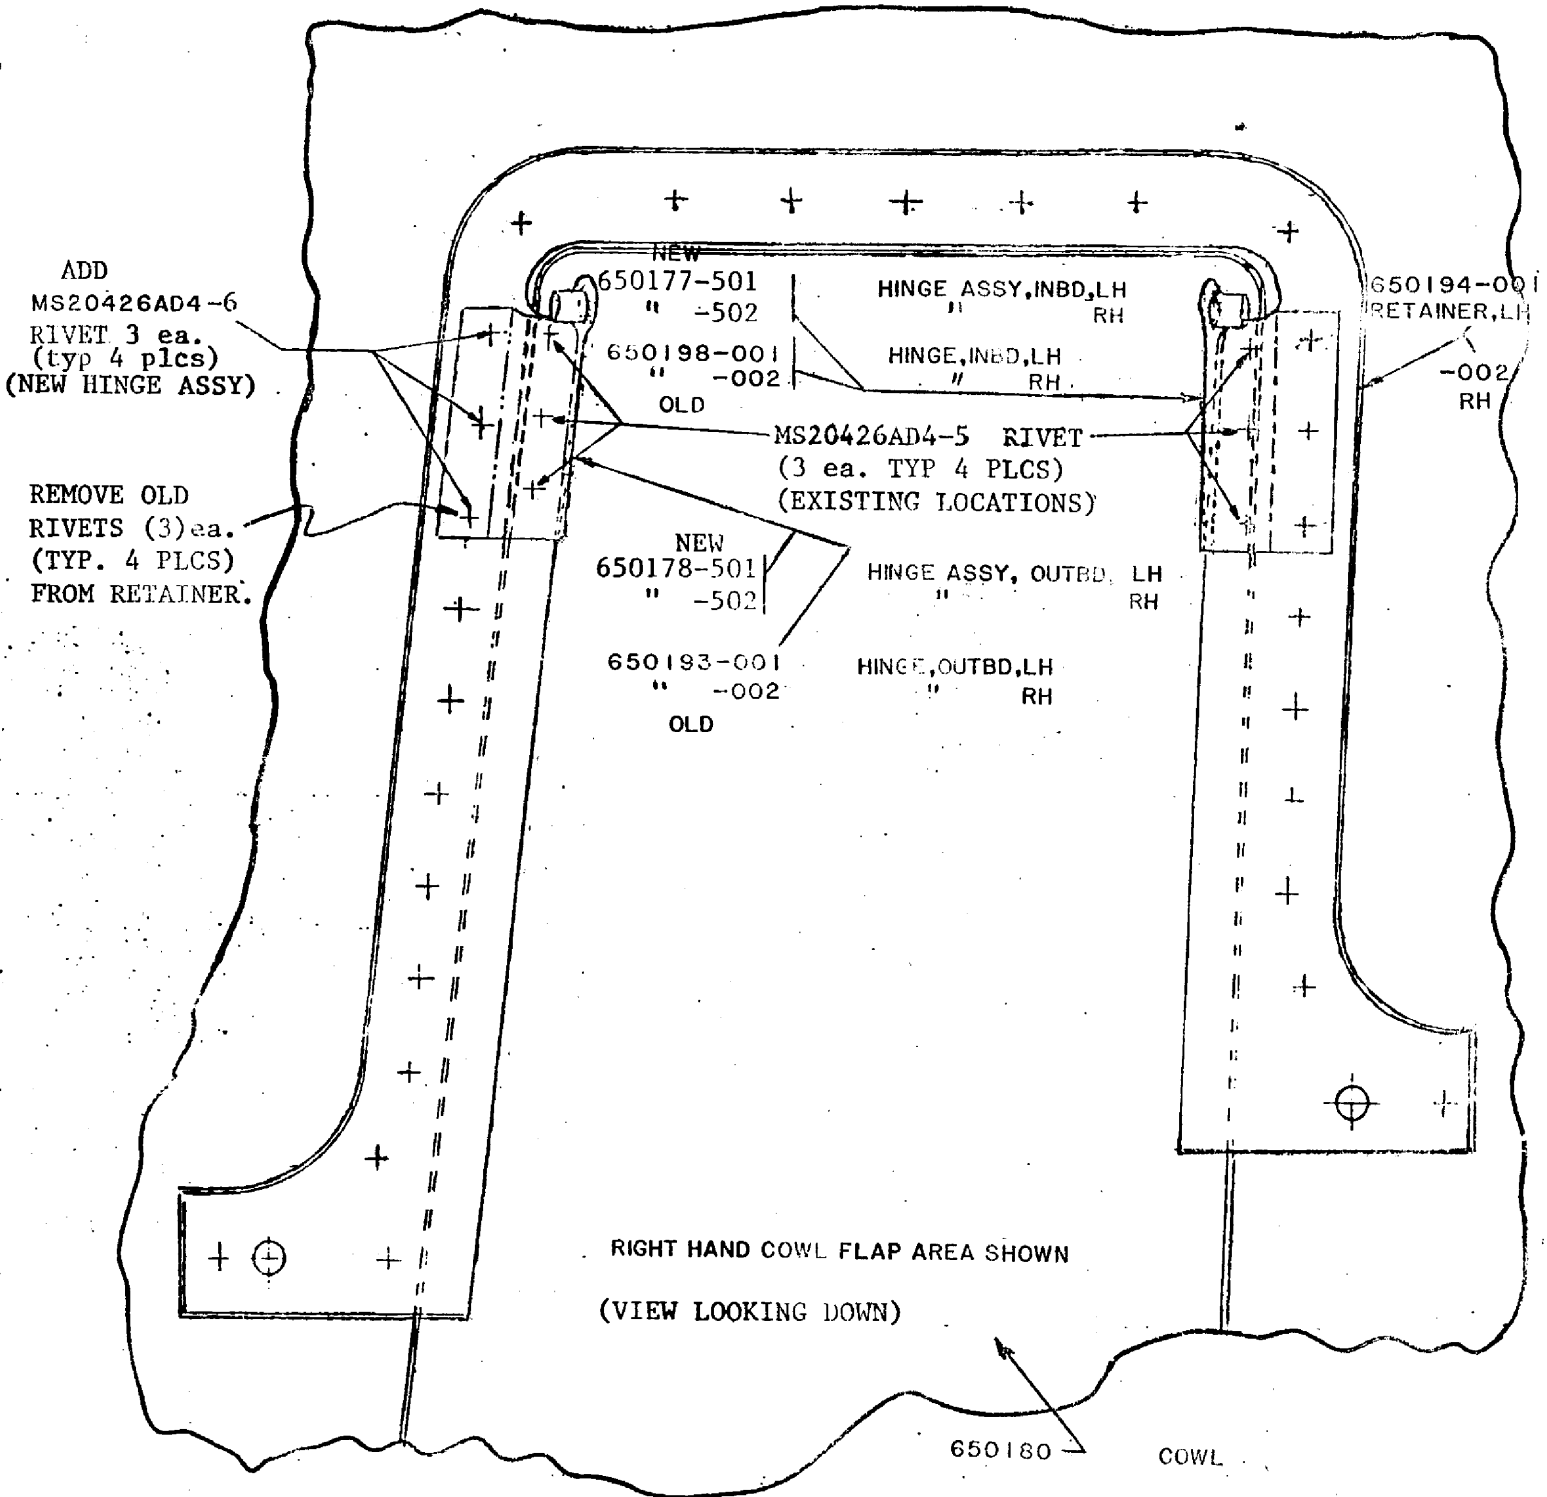 ADD
MS20426AD4-6
RIVET 3 ea.
(typ 4 plcs)
(NEW HINGE ASSY)
REMOVE OLD
RIVETS (3)ea.
(TYP. 4 PLCS)
FROM RETAINER.
NEW
650177-501
" -502
HINGE ASSY, INBD, LH
" RH
650198-001
" -002
OLD
HINGE, INBD, LH
" RH
650194-001
RETAINER, LH
-002
RH
MS20426AD4-5 RIVET
(3 ea. TYP 4 PLCS)
(EXISTING LOCATIONS)
NEW
650178-501
" -502
HINGE ASSY, OUTBD, LH
" RH
650193-001
" -002
OLD
HINGE, OUTBD, LH
" RH
RIGHT HAND COWL FLAP AREA SHOWN
(VIEW LOOKING DOWN)
650180
COWL